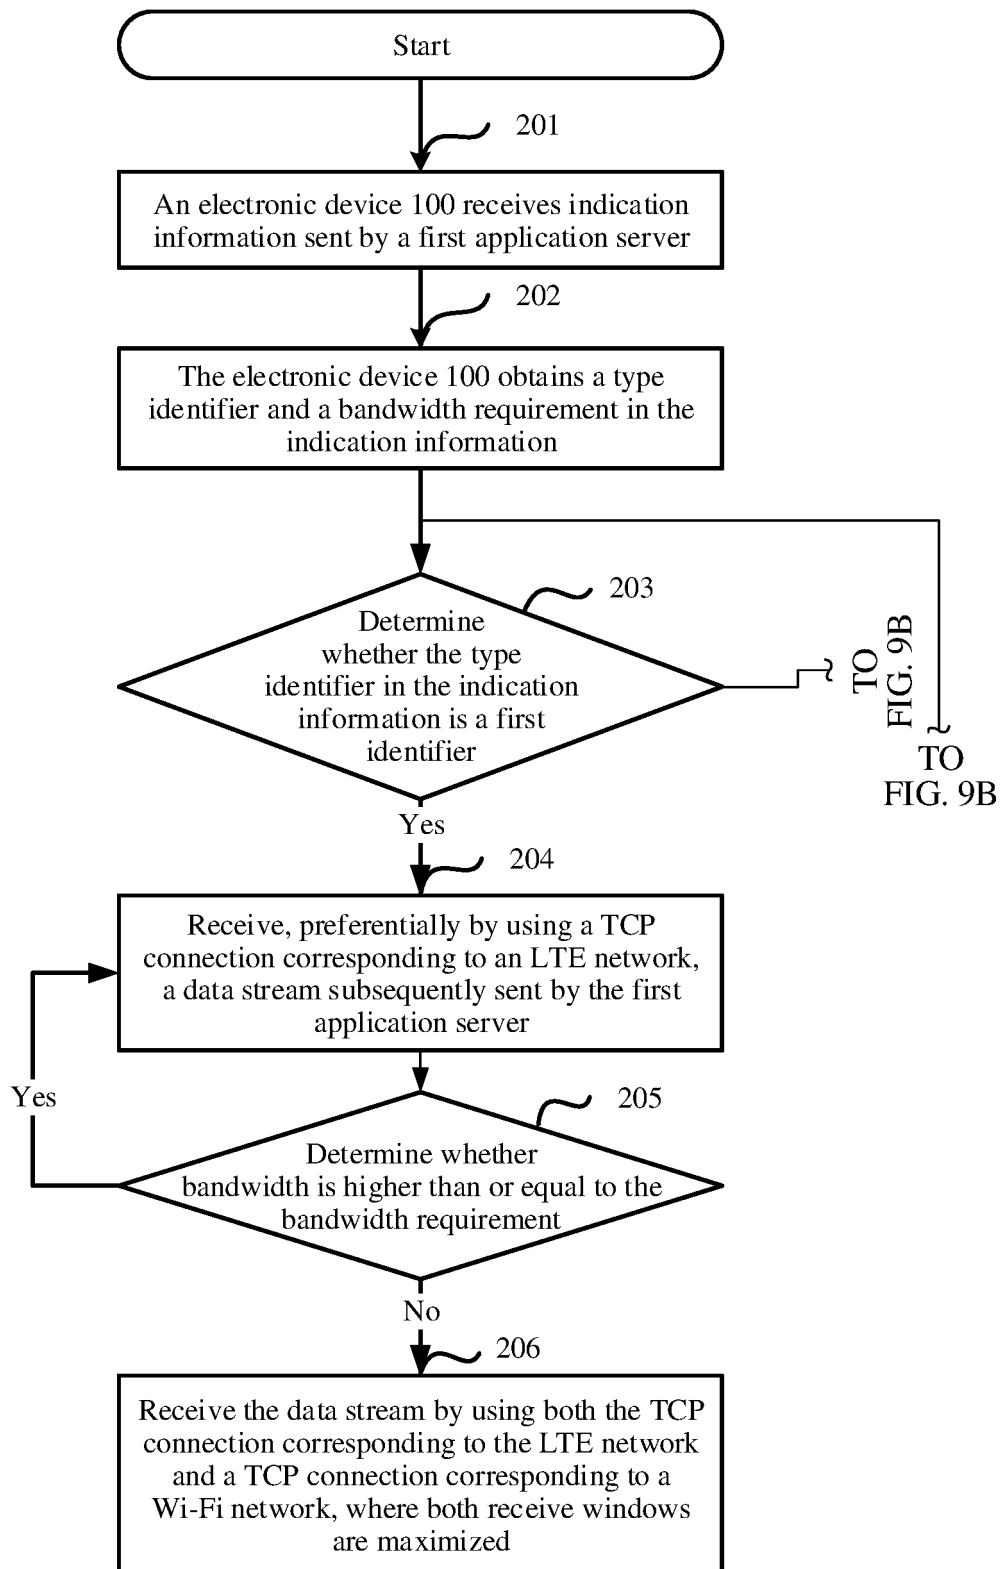 Start
201
An electronic device 100 receives indication
information sent by a first application server
202
The electronic device 100 obtains a type
identifier and a bandwidth requirement in the
indication information
203
Determine
whether the type
identifier in the indication
information is a first
identifier
TO
FIG. 9B
TO
FIG. 9B
Yes
204
Receive, preferentially by using a TCP
connection corresponding to an LTE network,
a data stream subsequently sent by the first
application server
Yes
205
Determine whether
bandwidth is higher than or equal to the
bandwidth requirement
No
206
Receive the data stream by using both the TCP
connection corresponding to the LTE network
and a TCP connection corresponding to a
Wi-Fi network, where both receive windows
are maximized